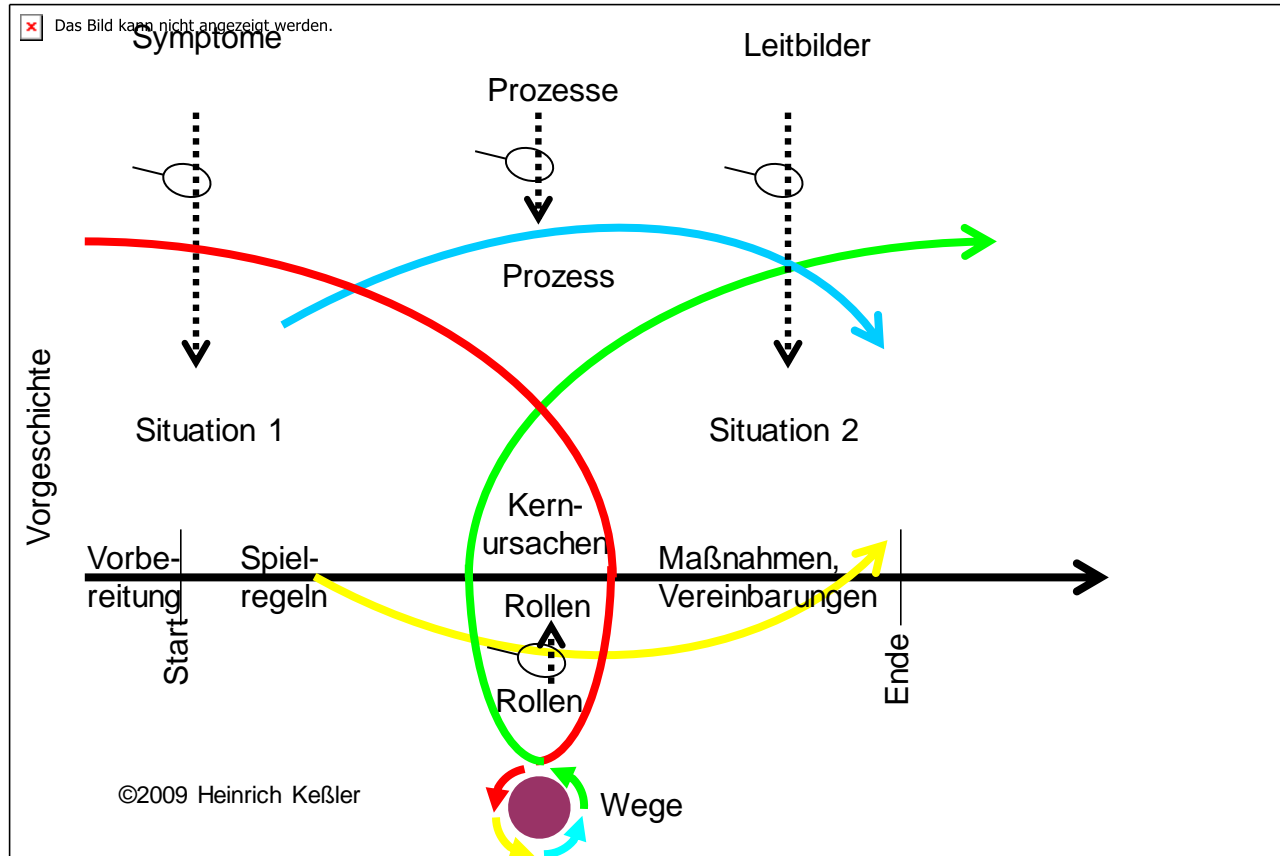 Das Bild kann nicht angezeigt werden.
Symptome
Leitbilder
Prozesse
Prozess
Vorgeschichte
Situation 1
Situation 2
Kern-
ursachen
Vorbe-
reitung
Start
Spiel-
regeln
Maßnahmen,
Vereinbarungen
Rollen
Rollen
Ende
©2009 Heinrich Keßler
Wege